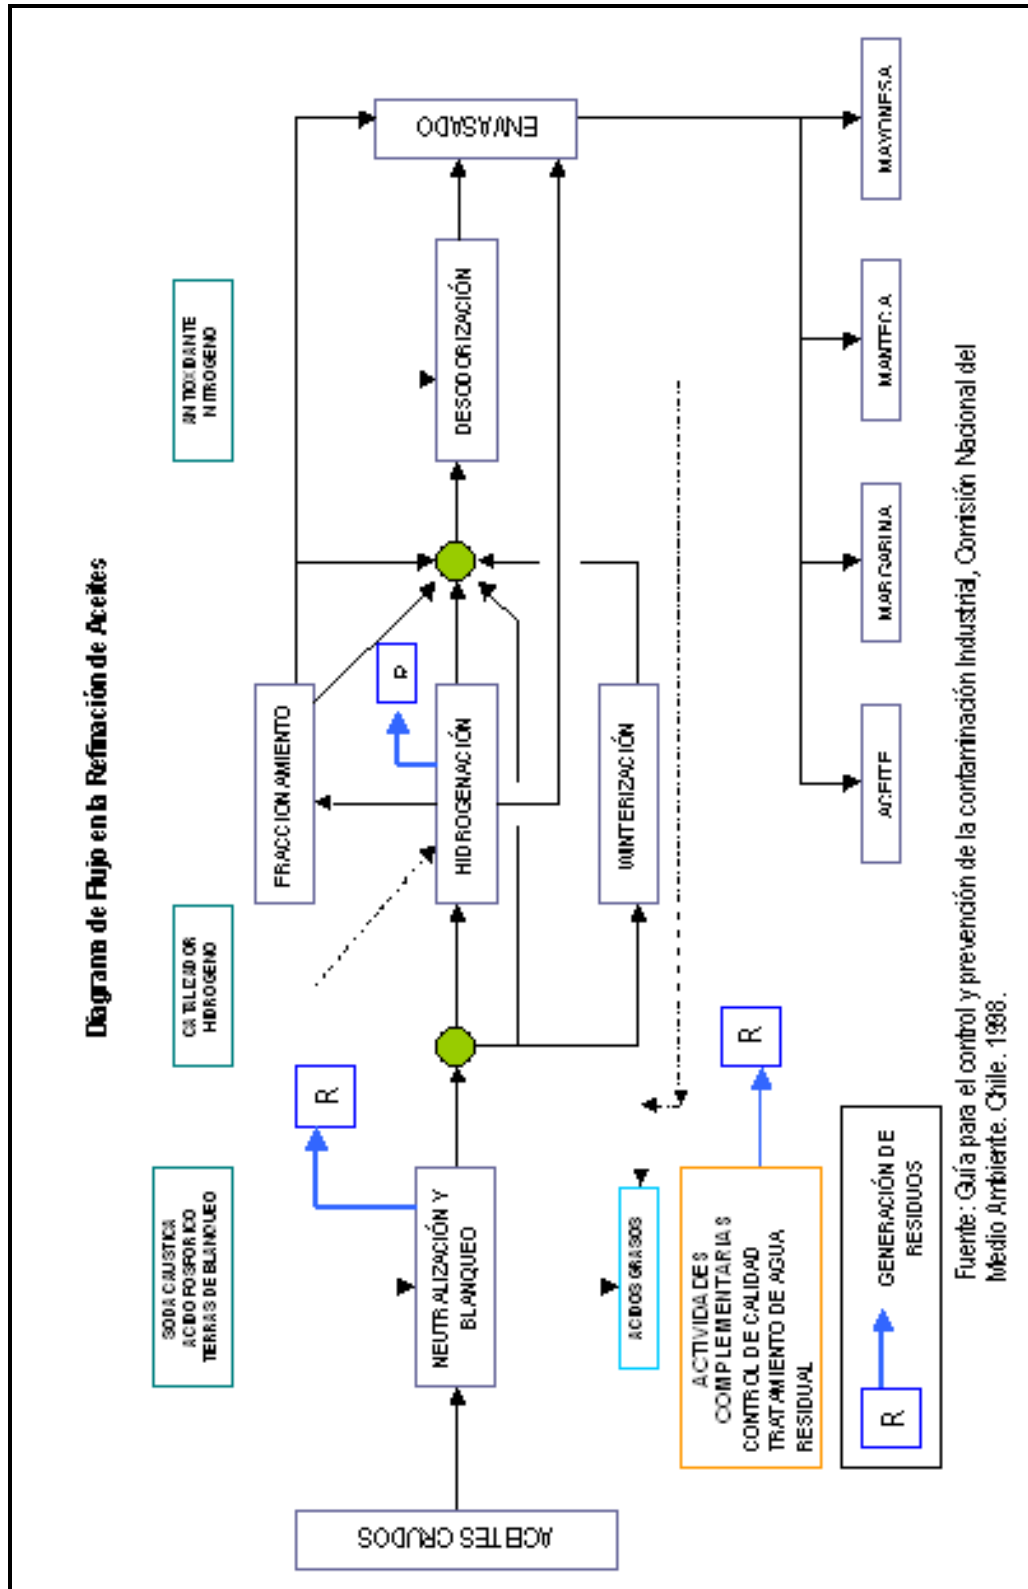 Diagrama de Flujo en la Refinación de Aceites
SODA CAUSTICA
ACIDO FOSFORICO
TIERRAS DE BLANQUEO
CATALIZADOR
HIDROGENO
ANTIOXIDANTE
NITROGENO
ACEITES CRUDOS
NEUTRALIZACIÓN Y
BLANQUEO
R
FRACCIONAMIENTO
HIDROGENACIÓN
R
WINTERIZACIÓN
DESODORIZACIÓN
ENVASADO
ACIDOS GRASOS
ACTIVIDADES
COMPLEMENTARIAS
CONTROL DE CALIDAD
TRATAMIENTO DE AGUA
RESIDUAL
R
R
GENERACIÓN DE
RESIDUOS
ACEITE
MARGARINA
MANTECA
MAYONESA
Fuente: Guía para el control y prevención de la contaminación Industrial, Comisión Nacional del
Medio Ambiente. Chile. 1998.